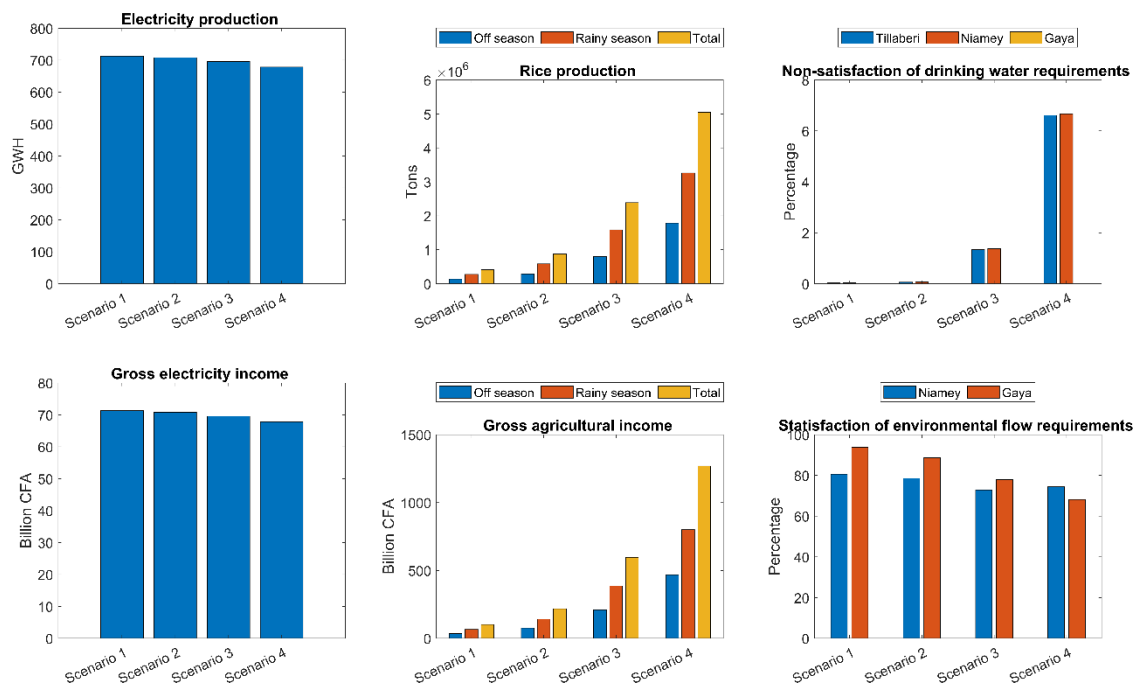 Electricity production
800
700
600
500
400
300
200
100
0
GWH
Scenario 1
Scenario 2
Scenario 3
Scenario 4
Off season Rainy season Total
Rice production
×10^6
6
5
4
3
2
1
0
Tons
Scenario 1
Scenario 2
Scenario 3
Scenario 4
Tillaberi Niamey Gaya
Non-satisfaction of drinking water requirements
8
6
4
2
0
Percentage
Scenario 1
Scenario 2
Scenario 3
Scenario 4
Gross electricity income
80
70
60
50
40
30
20
10
0
Billion CFA
Scenario 1
Scenario 2
Scenario 3
Scenario 4
Off season Rainy season Total
Gross agricultural income
1500
1000
500
0
Billion CFA
Scenario 1
Scenario 2
Scenario 3
Scenario 4
Niamey Gaya
Statisfaction of environmental flow requirements
100
80
60
40
20
0
Percentage
Scenario 1
Scenario 2
Scenario 3
Scenario 4